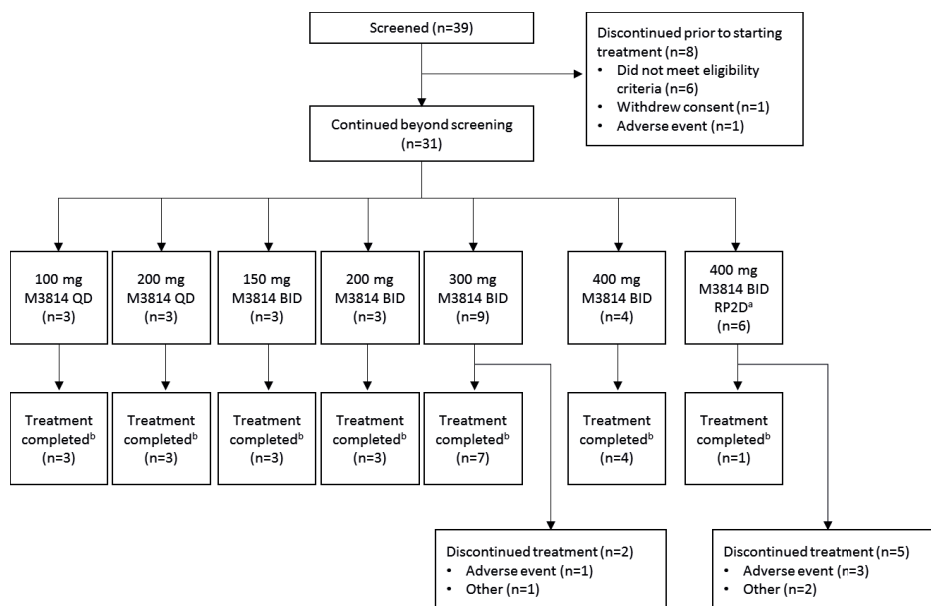 Screened (n=39)
Discontinued prior to starting
treatment (n=8)
• Did not meet eligibility
criteria (n=6)
• Withdrew consent (n=1)
• Adverse event (n=1)
Continued beyond screening
(n=31)
100 mg
M3814 QD
(n=3)
200 mg
M3814 QD
(n=3)
150 mg
M3814 BID
(n=3)
200 mg
M3814 BID
(n=3)
300 mg
M3814 BID
(n=9)
400 mg
M3814 BID
(n=4)
400 mg
M3814 BID
RP2Dᵃ
(n=6)
Treatment
completedᵇ
(n=3)
Treatment
completedᵇ
(n=3)
Treatment
completedᵇ
(n=3)
Treatment
completedᵇ
(n=3)
Treatment
completedᵇ
(n=7)
Treatment
completedᵇ
(n=4)
Treatment
completedᵇ
(n=1)
Discontinued treatment (n=2)
• Adverse event (n=1)
• Other (n=1)
Discontinued treatment (n=5)
• Adverse event (n=3)
• Other (n=2)